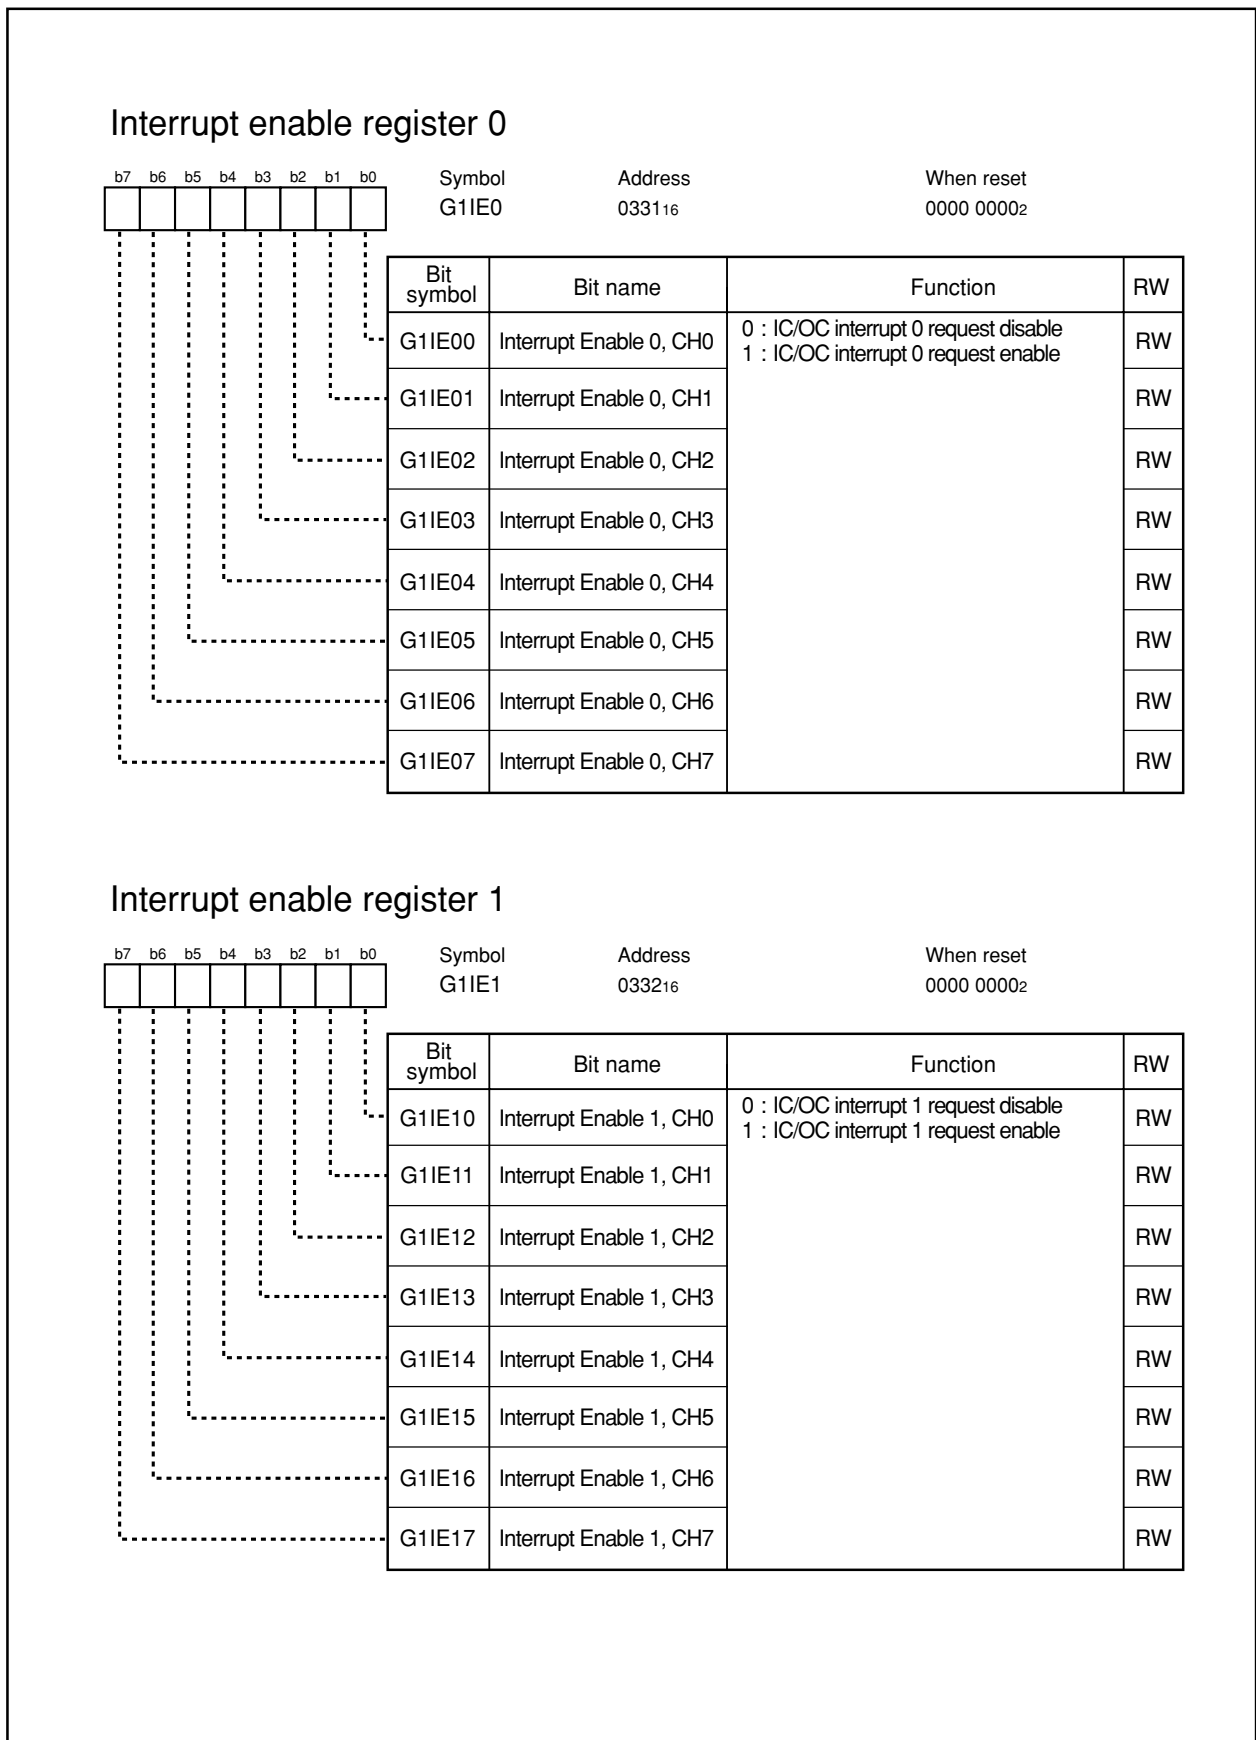 Interrupt enable register 0
b7 b6 b5 b4 b3 b2 b1 b0
Symbol Address When reset
G1IE0 033116 0000 00002
Bit symbol Bit name Function RW
G1IE00 Interrupt Enable 0, CH0 0 : IC/OC interrupt 0 request disable RW
1 : IC/OC interrupt 0 request enable
G1IE01 Interrupt Enable 0, CH1 RW
G1IE02 Interrupt Enable 0, CH2 RW
G1IE03 Interrupt Enable 0, CH3 RW
G1IE04 Interrupt Enable 0, CH4 RW
G1IE05 Interrupt Enable 0, CH5 RW
G1IE06 Interrupt Enable 0, CH6 RW
G1IE07 Interrupt Enable 0, CH7 RW
Interrupt enable register 1
b7 b6 b5 b4 b3 b2 b1 b0
Symbol Address When reset
G1IE1 033216 0000 00002
Bit symbol Bit name Function RW
G1IE10 Interrupt Enable 1, CH0 0 : IC/OC interrupt 1 request disable RW
1 : IC/OC interrupt 1 request enable
G1IE11 Interrupt Enable 1, CH1 RW
G1IE12 Interrupt Enable 1, CH2 RW
G1IE13 Interrupt Enable 1, CH3 RW
G1IE14 Interrupt Enable 1, CH4 RW
G1IE15 Interrupt Enable 1, CH5 RW
G1IE16 Interrupt Enable 1, CH6 RW
G1IE17 Interrupt Enable 1, CH7 RW